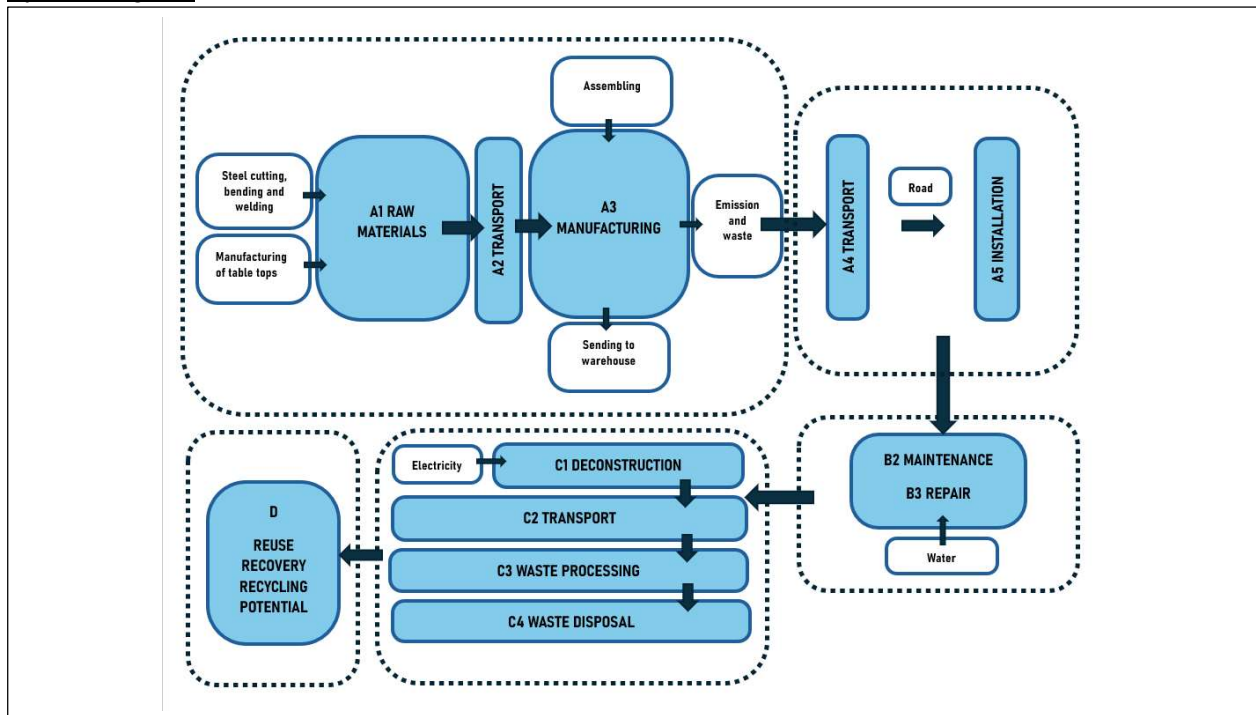 Assembling
Steel cutting,
bending and
welding
Manufacturing
of table tops
A1 RAW
MATERIALS
A2 TRANSPORT
A3
MANUFACTURING
Emission
and
waste
Sending to
warehouse
A4 TRANSPORT
Road
A5 INSTALLATION
B2 MAINTENANCE
B3 REPAIR
Water
Electricity
C1 DECONSTRUCTION
C2 TRANSPORT
C3 WASTE PROCESSING
C4 WASTE DISPOSAL
D
REUSE
RECOVERY
RECYCLING
POTENTIAL